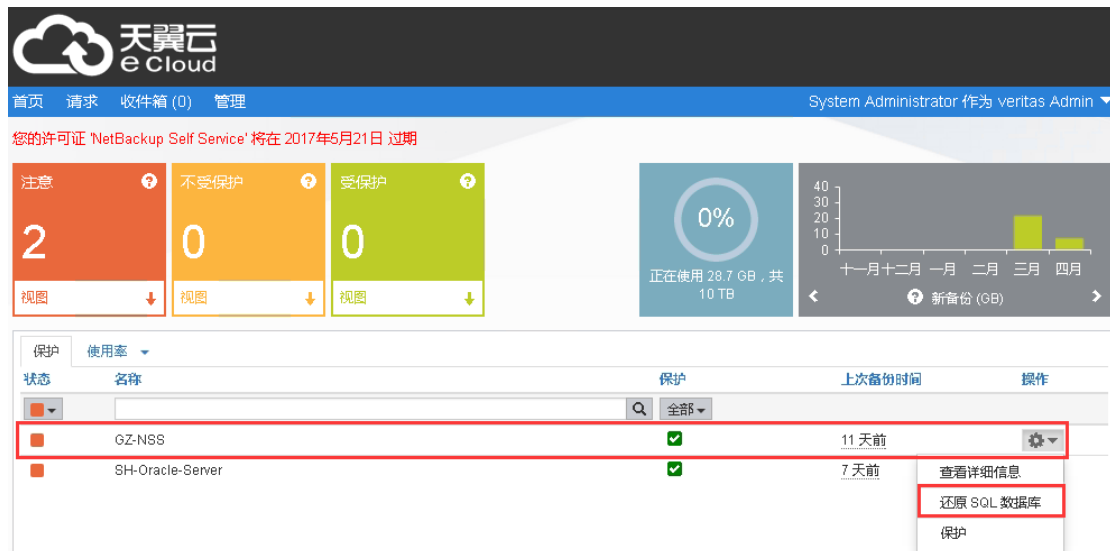 天翼云
e Cloud
首页 请求 收件箱 (0) 管理 System Administrator 作为 veritas Admin
您的许可证 'NetBackup Self Service' 将在 2017年5月21日 过期
注意 不受保护 受保护
2 0 0
视图 视图 视图
0%
正在使用 28.7 GB，共
10 TB
40
30
20
10
0
十一月 十二月 一月 二月 三月 四月
新备份 (GB)
保护 使用率
状态 名称 保护 上次备份时间 操作
全部
GZ-NSS 11 天前
SH-Oracle-Server 7 天前
查看详细信息
还原 SQL 数据库
保护